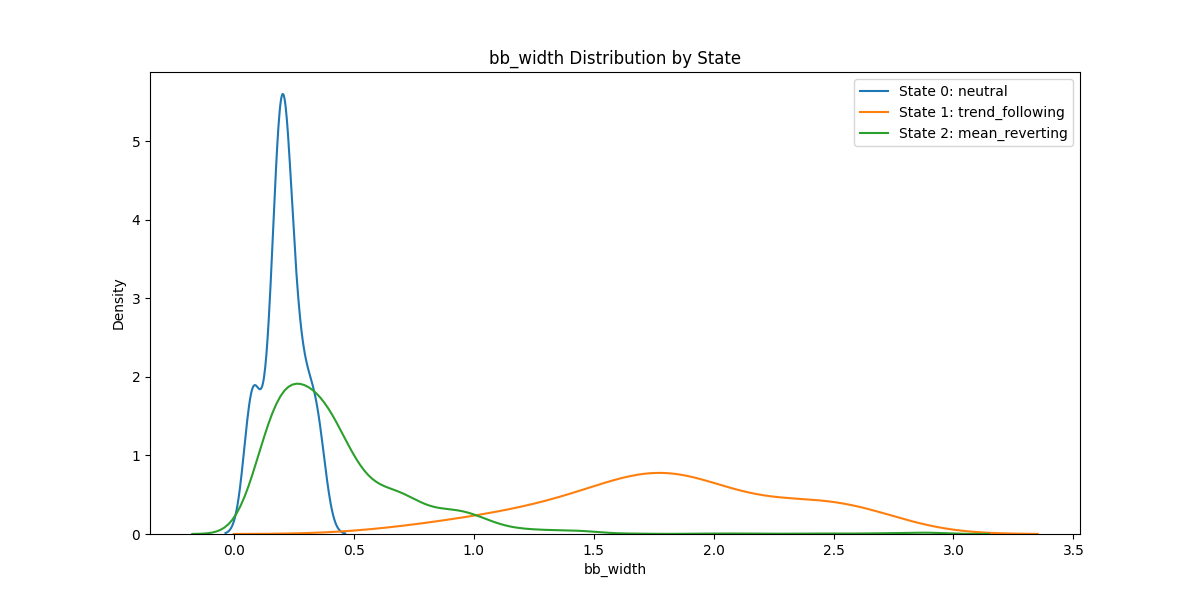 bb_width Distribution by State
State 0: neutral
State 1: trend_following
State 2: mean_reverting
Density
5
4
3
2
1
0
0.0 0.5 1.0 1.5 2.0 2.5 3.0 3.5
bb_width